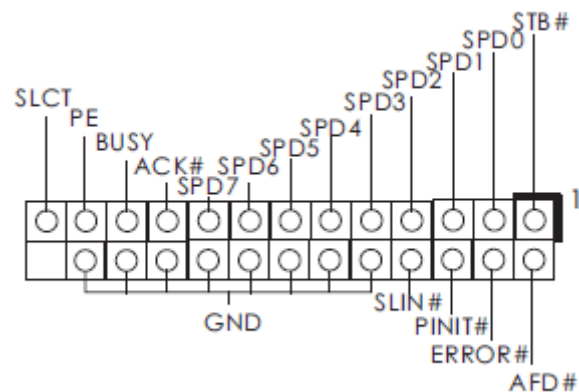 STB#
SPD0
SPD1
SPD2
SPD3
SPD4
SPD5
SPD6
SPD7
ACK#
BUSY
PE
SLCT
1
GND
SLIN#
PINIT#
ERROR#
AFD#